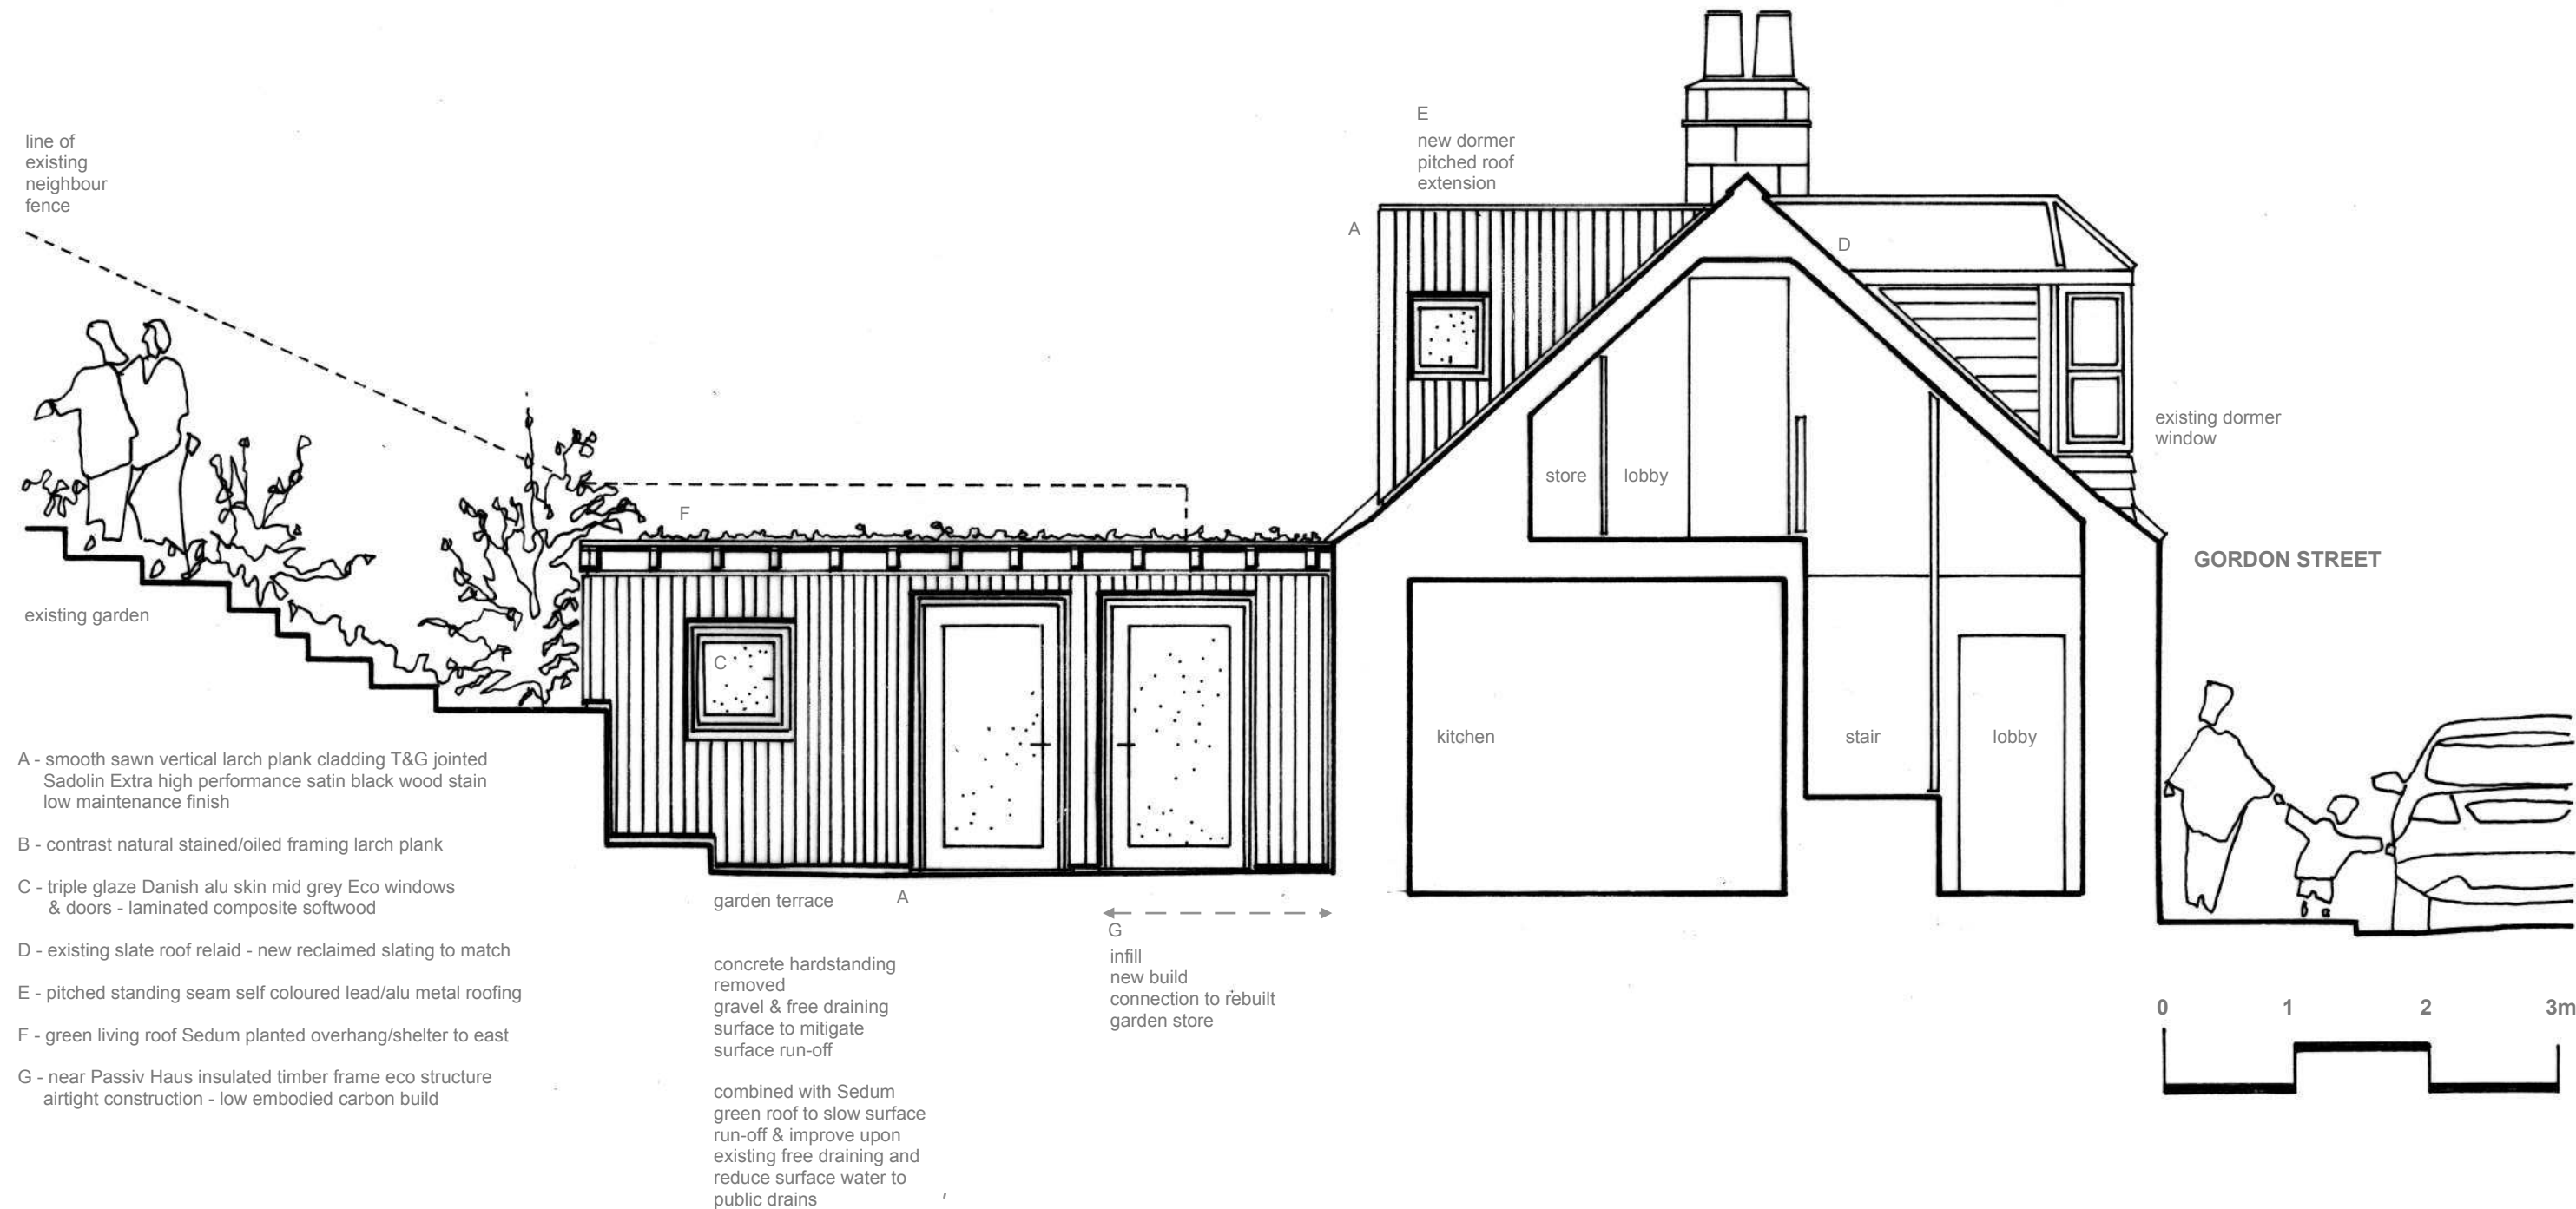 line of
existing
neighbour
fence
E
new dormer
pitched roof
extension
A
D
existing dormer
window
store
lobby
F
GORDON STREET
existing garden
C
kitchen
stair
lobby
A - smooth sawn vertical larch plank cladding T&G jointed
Sadolin Extra high performance satin black wood stain
low maintenance finish
B - contrast natural stained/oiled framing larch plank
C - triple glaze Danish alu skin mid grey Eco windows
& doors - laminated composite softwood
D - existing slate roof relaid - new reclaimed slating to match
E - pitched standing seam self coloured lead/alu metal roofing
F - green living roof Sedum planted overhang/shelter to east
G - near Passiv Haus insulated timber frame eco structure
airtight construction - low embodied carbon build
garden terrace
A
concrete hardstanding
removed
gravel & free draining
surface to mitigate
surface run-off
combined with Sedum
green roof to slow surface
run-off & improve upon
existing free draining and
reduce surface water to
public drains
G
infill
new build
connection to rebuilt
garden store
0 1 2 3m